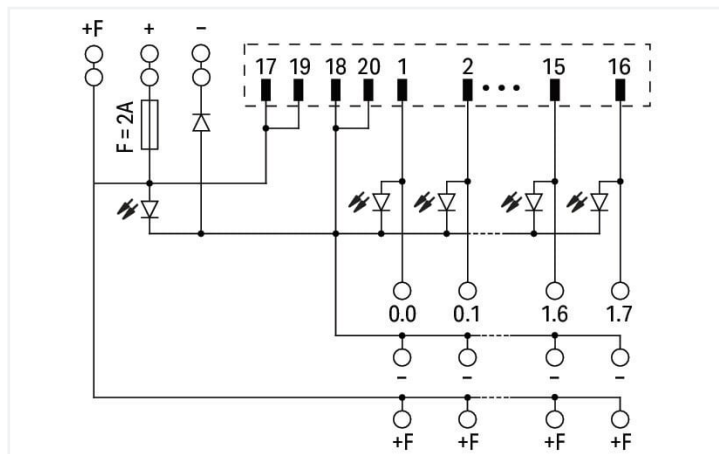 +F + −
17 19 18 20 1 2 ••• 15 16
F = 2A
0.0 0.1 1.6 1.7
− − − −
+F +F +F +F